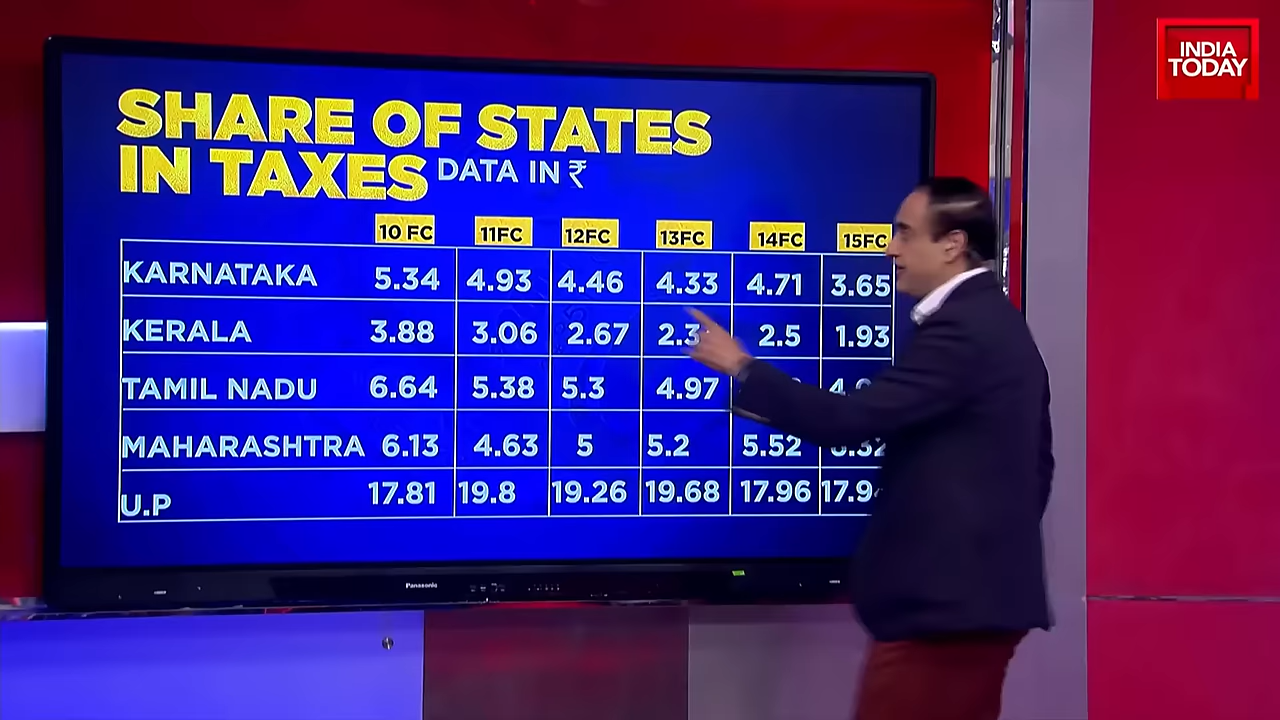 INDIA
TODAY
SHARE OF STATES
IN TAXES DATA IN ₹
10 FC 11FC 12FC 13FC 14FC 15FC
KARNATAKA 5.34 4.93 4.46 4.33 4.71 3.65
KERALA 3.88 3.06 2.67 2.5 1.93
TAMIL NADU 6.64 5.38 5.3 4.97
MAHARASHTRA 6.13 4.63 5 5.2 5.52
U.P 17.81 19.8 19.26 19.68 17.96
Panasonic